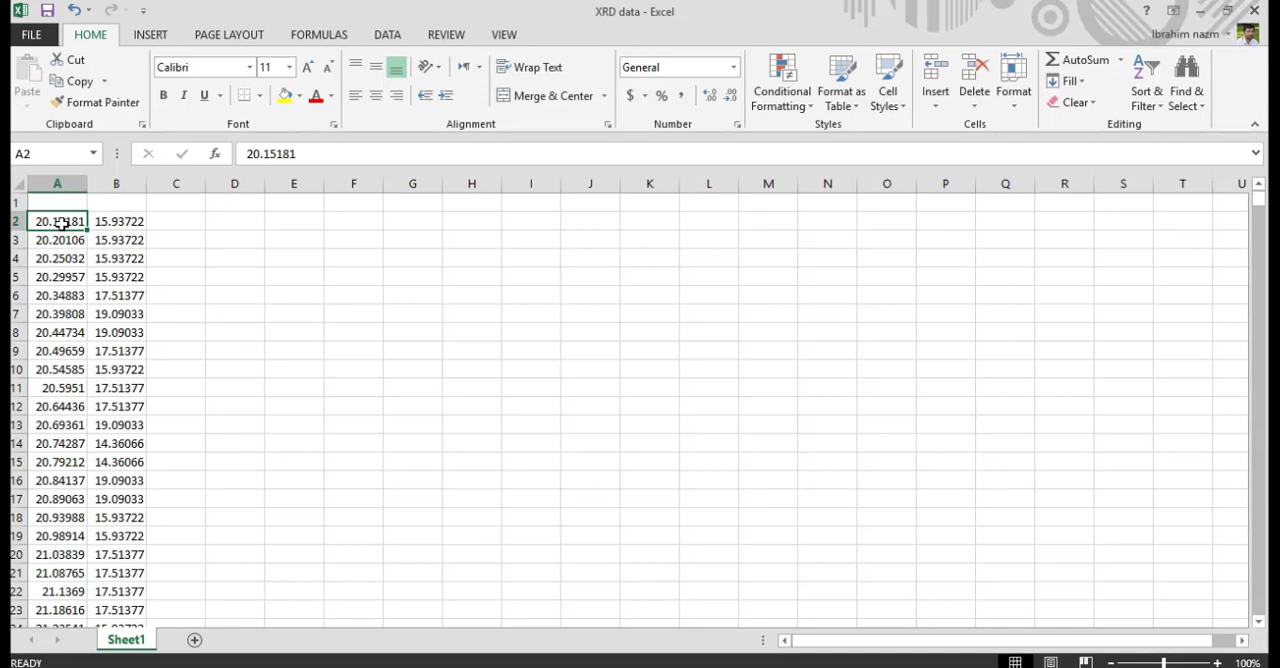 XRD data - Excel
?
FILE HOME INSERT PAGE LAYOUT FORMULAS DATA REVIEW VIEW Ibrahim nazm
Paste Cut Copy Format Painter Clipboard
Calibri 11 A A B I U A Font
Wrap Text Merge & Center Alignment
General $ % , Number
Conditional Formatting Format as Table Cell Styles Styles
Insert Delete Format Cells
AutoSum Fill Clear Sort & Filter Find & Select Editing
A2 fx 20.15181
A B C D E F G H I J K L M N O P Q R S T U
1
2 15.93722
3 20.20106 15.93722
4 20.25032 15.93722
5 20.29957 15.93722
6 20.34883 17.51377
7 20.39808 19.09033
8 20.44734 19.09033
9 20.49659 17.51377
10 20.54585 15.93722
11 20.5951 17.51377
12 20.64436 17.51377
13 20.69361 19.09033
14 20.74287 14.36066
15 20.79212 14.36066
16 20.84137 19.09033
17 20.89063 19.09033
18 20.93988 15.93722
19 20.98914 15.93722
20 21.03839 17.51377
21 21.08765 17.51377
22 21.1369 17.51377
23 21.18616 17.51377
Sheet1
READY 100%